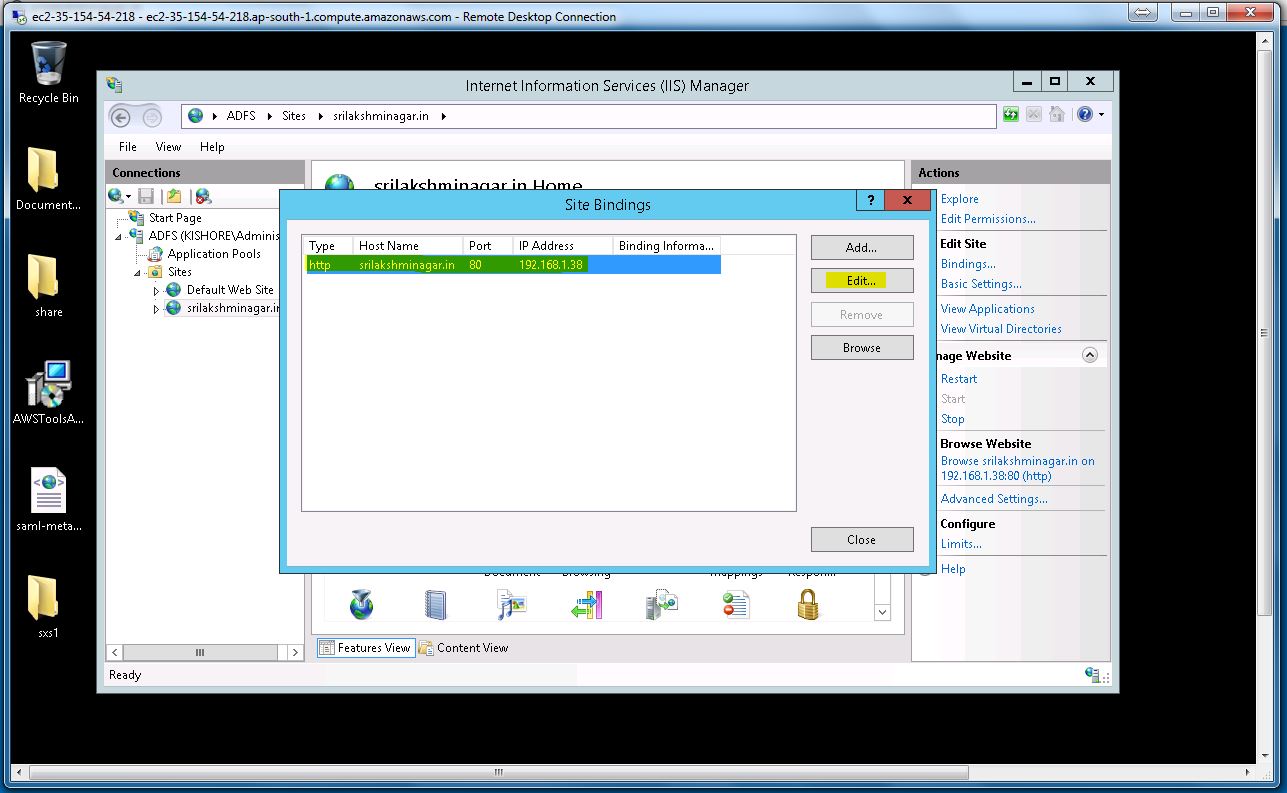 ec2-35-154-54-218 - ec2-35-154-54-218.ap-south-1.compute.amazonaws.com - Remote Desktop Connection
Recycle Bin
Document...
share
AWSToolsA...
saml-meta...
sxs1
Internet Information Services (IIS) Manager
ADFS Sites srilakshminagar.in
File View Help
Connections
Start Page
ADFS (KISHORE\Adminis
Application Pools
Sites
Default Web Site
srilakshminagar.in
srilakshminagar.in Home
Site Bindings
Type Host Name Port IP Address Binding Informa...
http srilakshminagar.in 80 192.168.1.38
Add...
Edit...
Remove
Browse
Close
Features View Content View
Actions
Explore
Edit Permissions...
Edit Site
Bindings...
Basic Settings...
View Applications
View Virtual Directories
nage Website
Restart
Start
Stop
Browse Website
Browse srilakshminagar.in on
192.168.1.38:80 (http)
Advanced Settings...
Configure
Limits...
Help
Ready